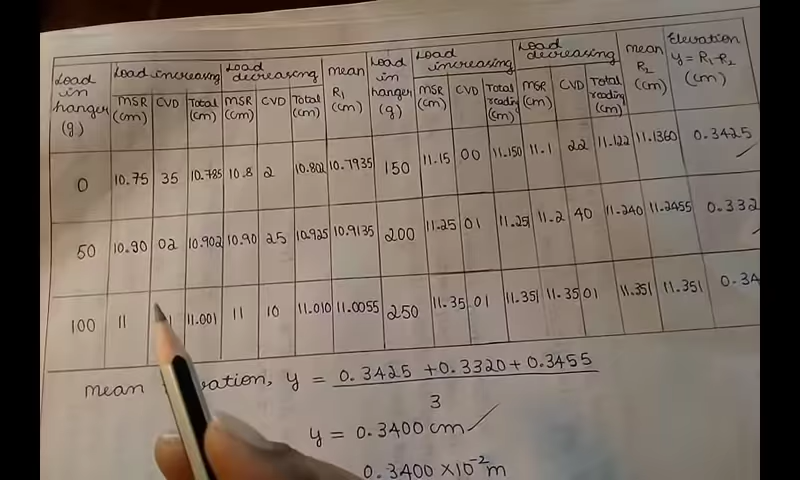 Load in hanger (g) | Load increasing | Load decreasing | mean R₁ (cm) | Load in hanger (g) | Load increasing | Load decreasing | mean R₂ (cm) | Elevation y = R₁-R₂ (cm)
MSR (cm) | CVD | Total (cm) | MSR (cm) | CVD | Total (cm) | MSR (cm) | CVD | Total reading (cm) | MSR (cm) | CVD | Total reading (cm)
0 | 10.75 | 35 | 10.785 | 10.8 | 2 | 10.802 | 10.7935 | 150 | 11.15 | 00 | 11.150 | 11.1 | 22 | 11.122 | 11.1360 | 0.3425
50 | 10.90 | 02 | 10.902 | 10.90 | 25 | 10.925 | 10.9135 | 200 | 11.25 | 01 | 11.251 | 11.2 | 40 | 11.240 | 11.2455 | 0.332
100 | 11 | 11.001 | 11 | 10 | 11.010 | 11.0055 | 250 | 11.35 | 01 | 11.351 | 11.35 | 01 | 11.351 | 11.351 | 0.34
mean vation, y = 0.3425 + 0.3320 + 0.3455
3
y = 0.3400 cm
0.3400 × 10⁻² m